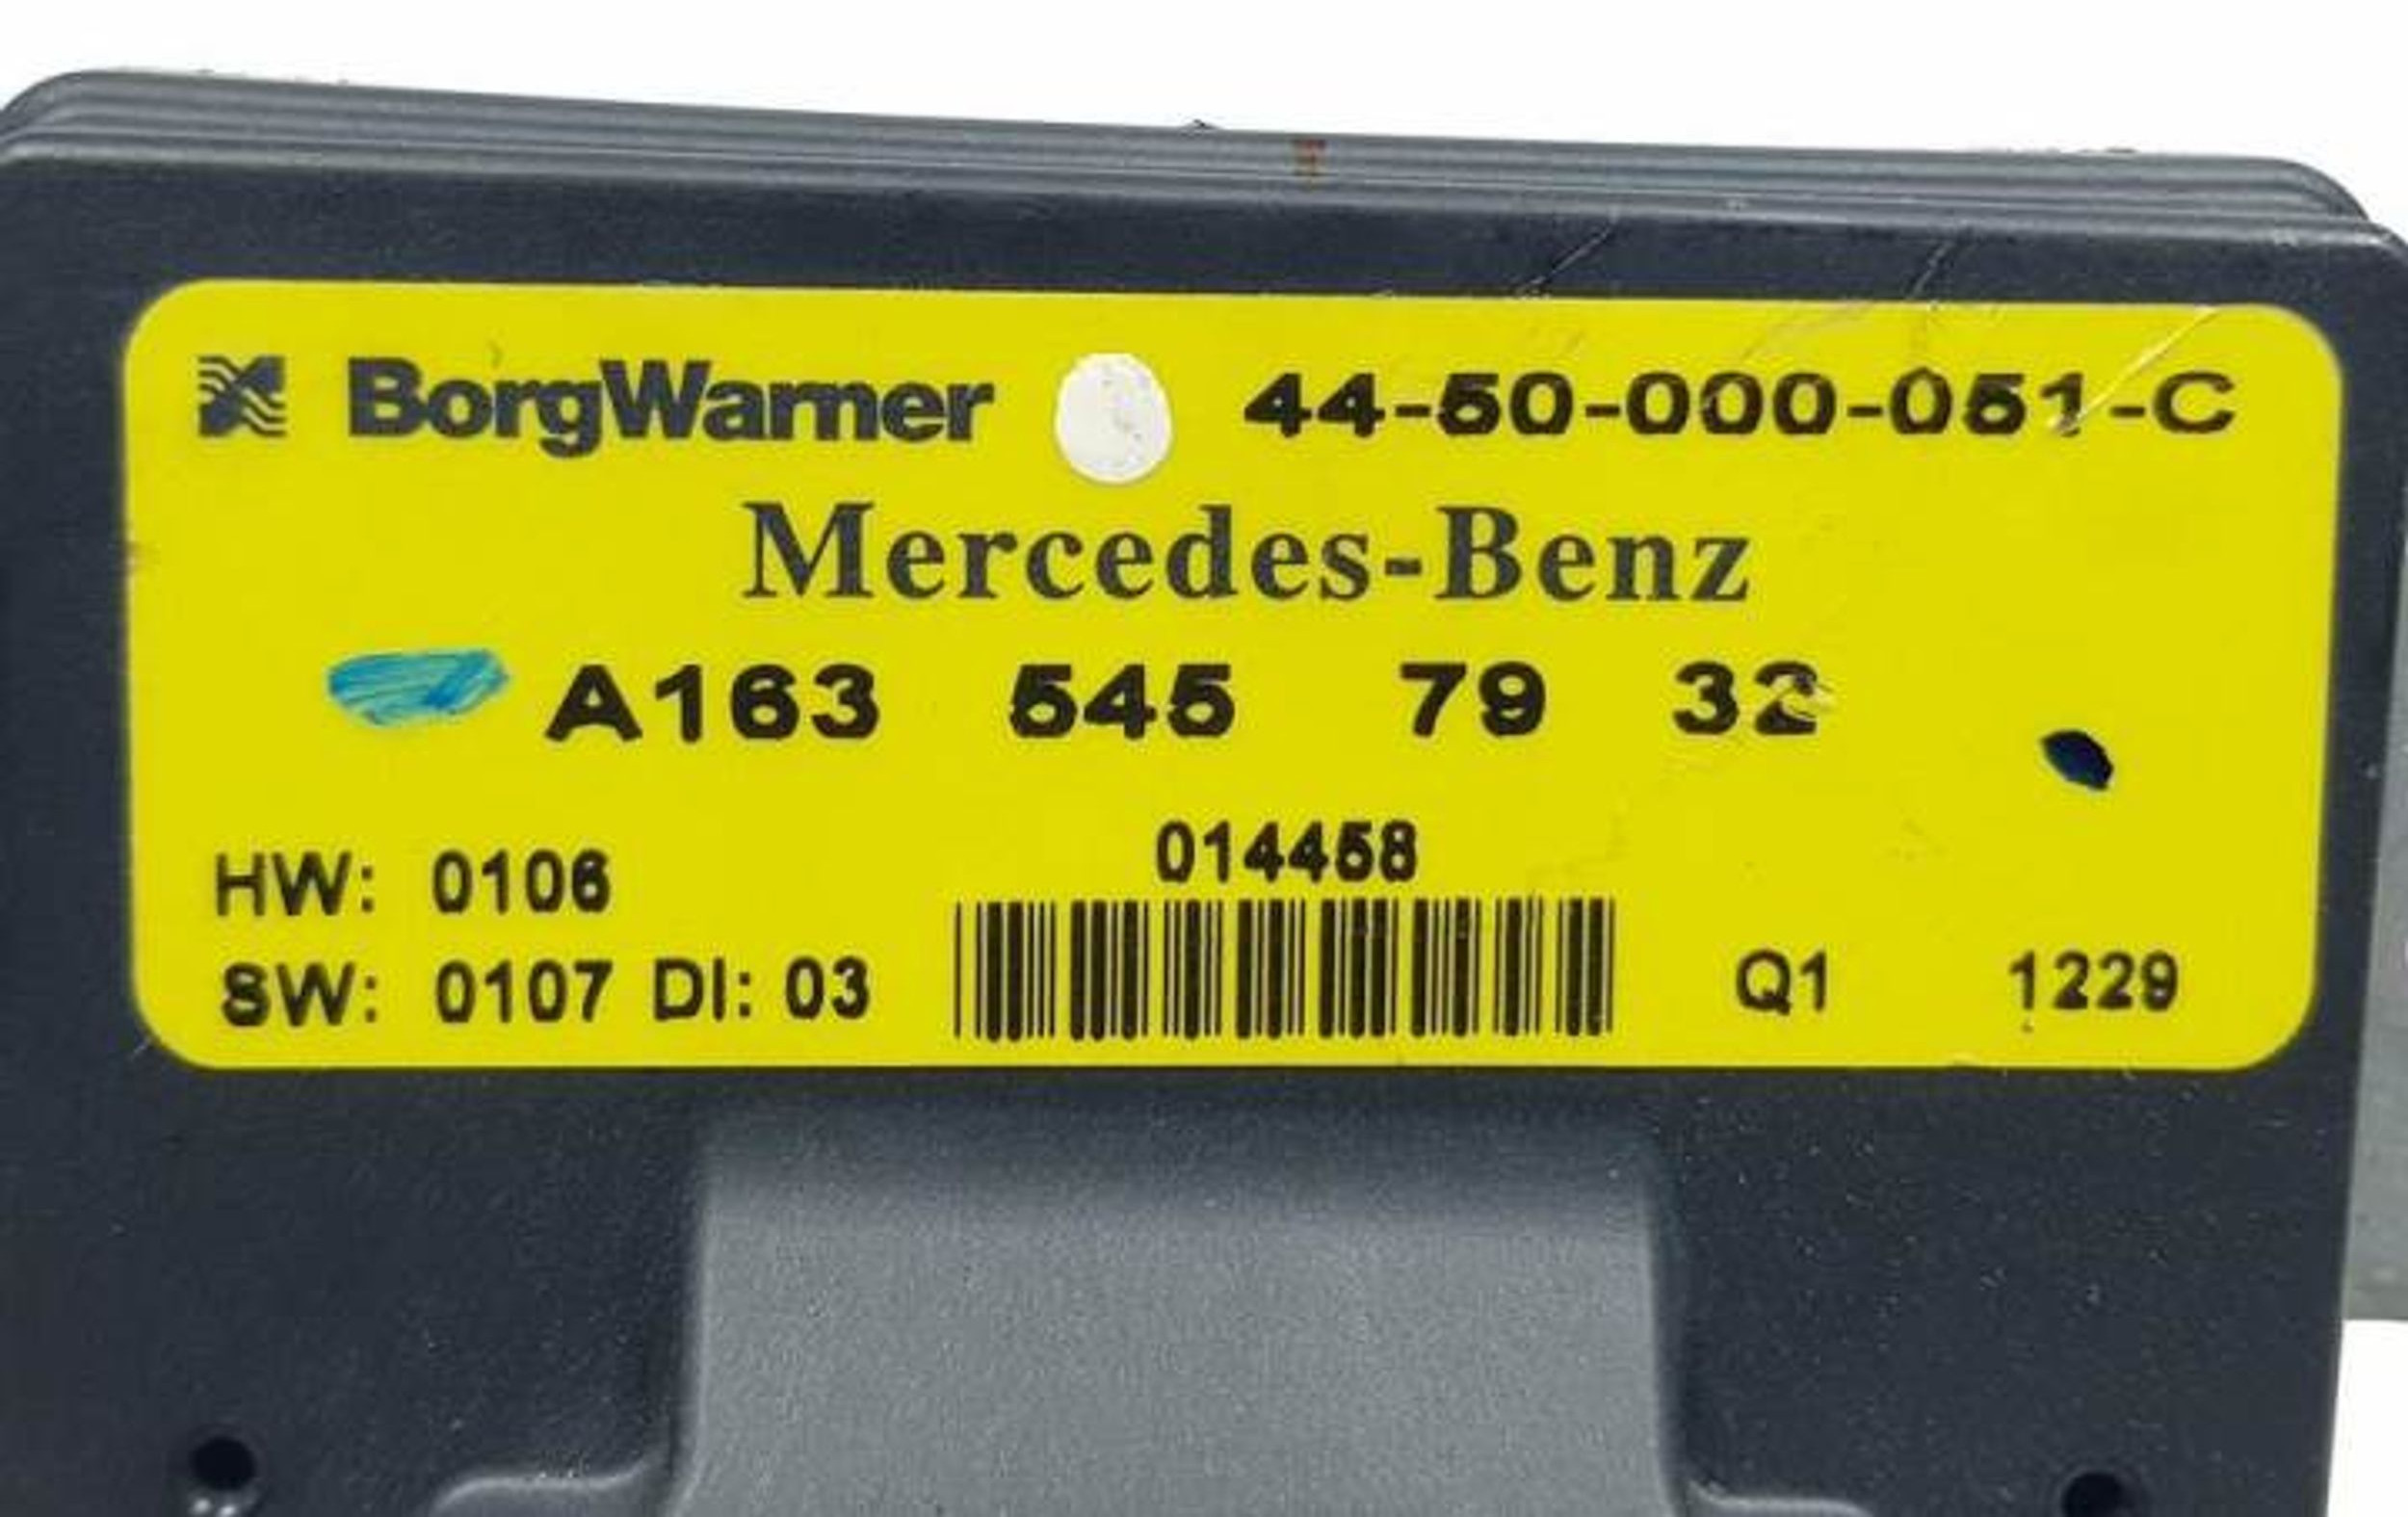 BorgWarner 44-50-000-051-C
Mercedes-Benz
A163 545 79 32
014458
HW: 0106
SW: 0107 DI: 03
Q1 1229